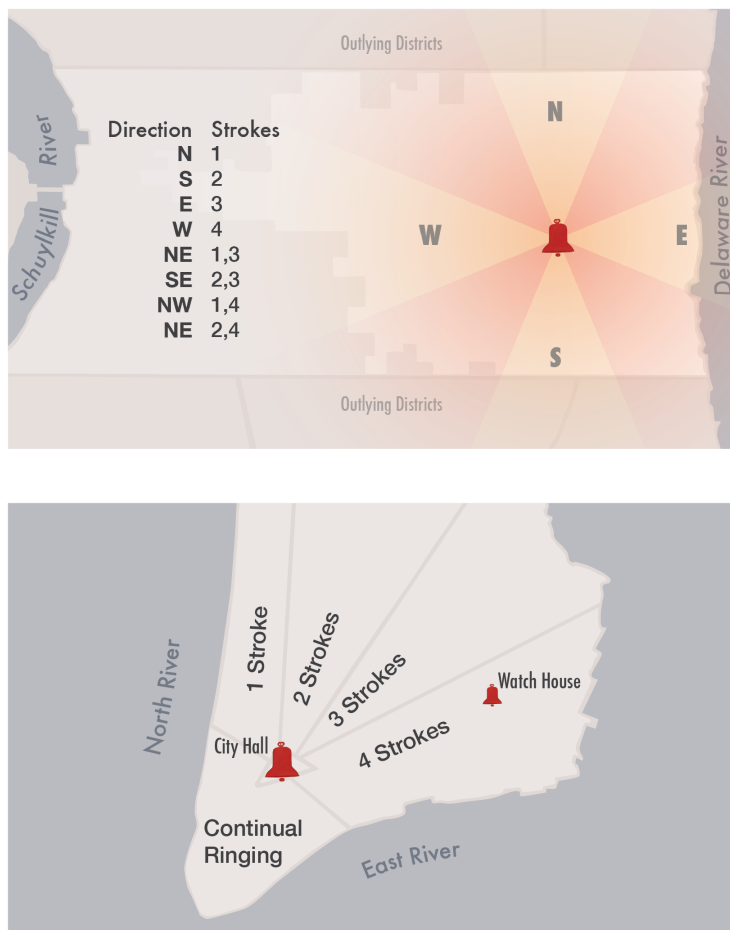 Outlying Districts
N
Direction Strokes
N 1
S 2
E 3
W 4
NE 1,3
SE 2,3
NW 1,4
NE 2,4
River
Schuylkill
W
E
Delaware River
S
Outlying Districts
1 Stroke
2 Strokes
3 Strokes
4 Strokes
North River
Watch House
City Hall
Continual
Ringing
East River